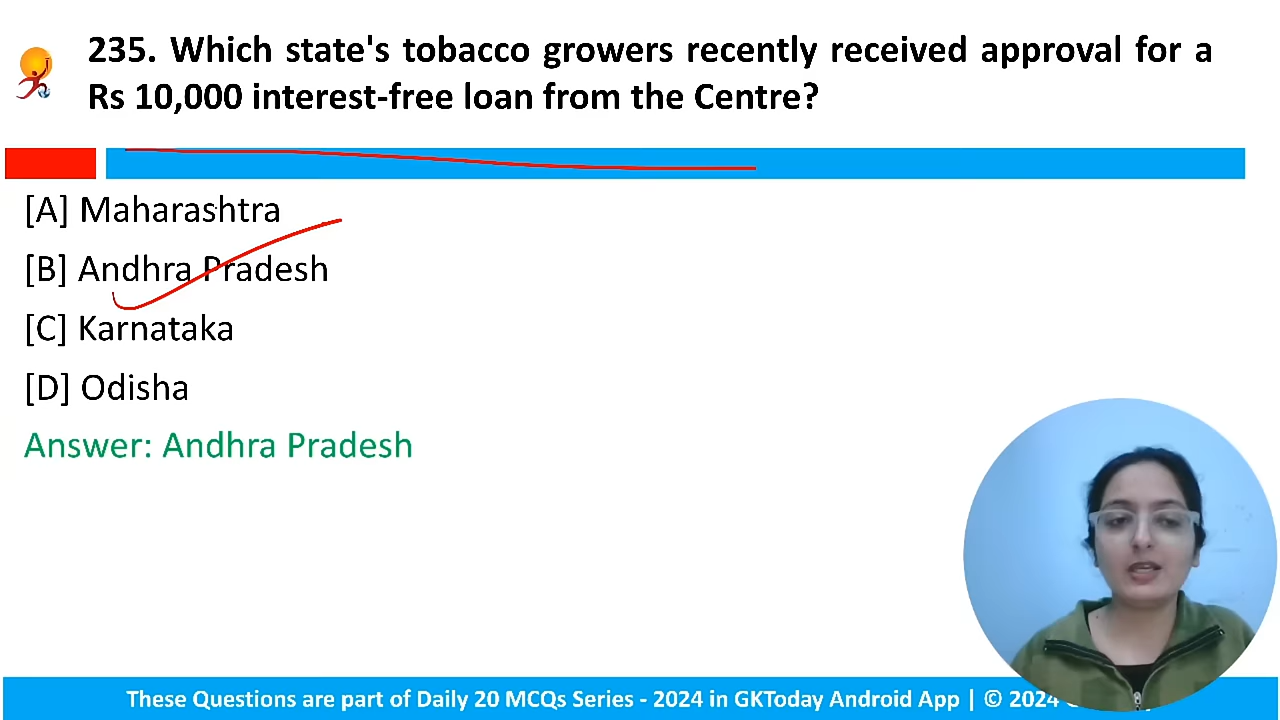 235. Which state's tobacco growers recently received approval for a
Rs 10,000 interest-free loan from the Centre?
[A] Maharashtra
[B] Andhra Pradesh
[C] Karnataka
[D] Odisha
Answer: Andhra Pradesh
These Questions are part of Daily 20 MCQs Series - 2024 in GKToday Android App | © 2024